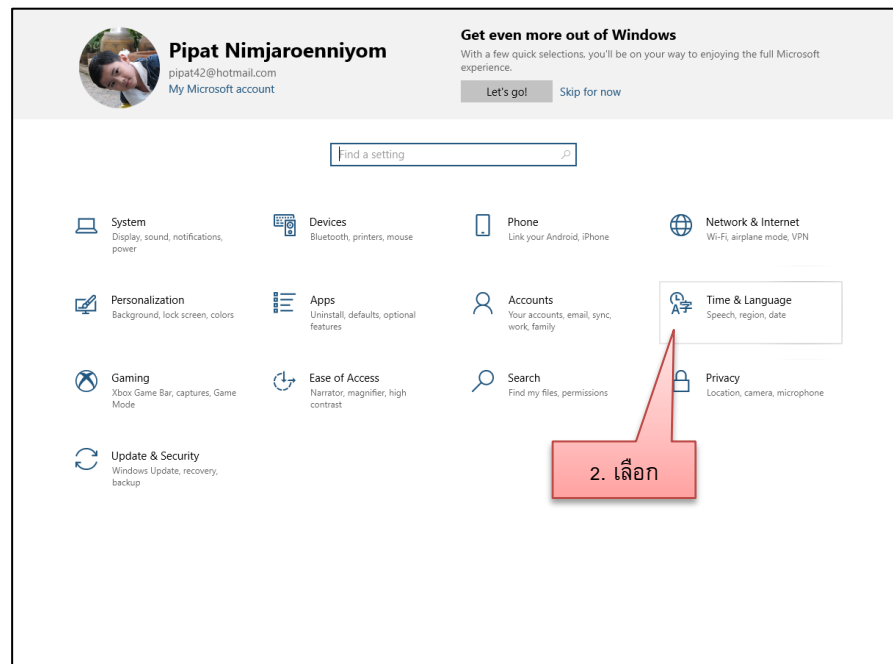 Pipat Nimjaroenniyom
pipat42@hotmail.com
My Microsoft account
Get even more out of Windows
With a few quick selections, you'll be on your way to enjoying the full Microsoft
experience.
Let's go!
Skip for now
Find a setting
System
Display, sound, notifications,
power
Devices
Bluetooth, printers, mouse
Phone
Link your Android, iPhone
Network & Internet
Wi-Fi, airplane mode, VPN
Personalization
Background, lock screen, colors
Apps
Uninstall, defaults, optional
features
Accounts
Your accounts, email, sync,
work, family
Time & Language
Speech, region, date
Gaming
Xbox Game Bar, captures, Game
Mode
Ease of Access
Narrator, magnifier, high
contrast
Search
Find my files, permissions
Privacy
Location, camera, microphone
Update & Security
Windows Update, recovery,
backup
2. เลือก